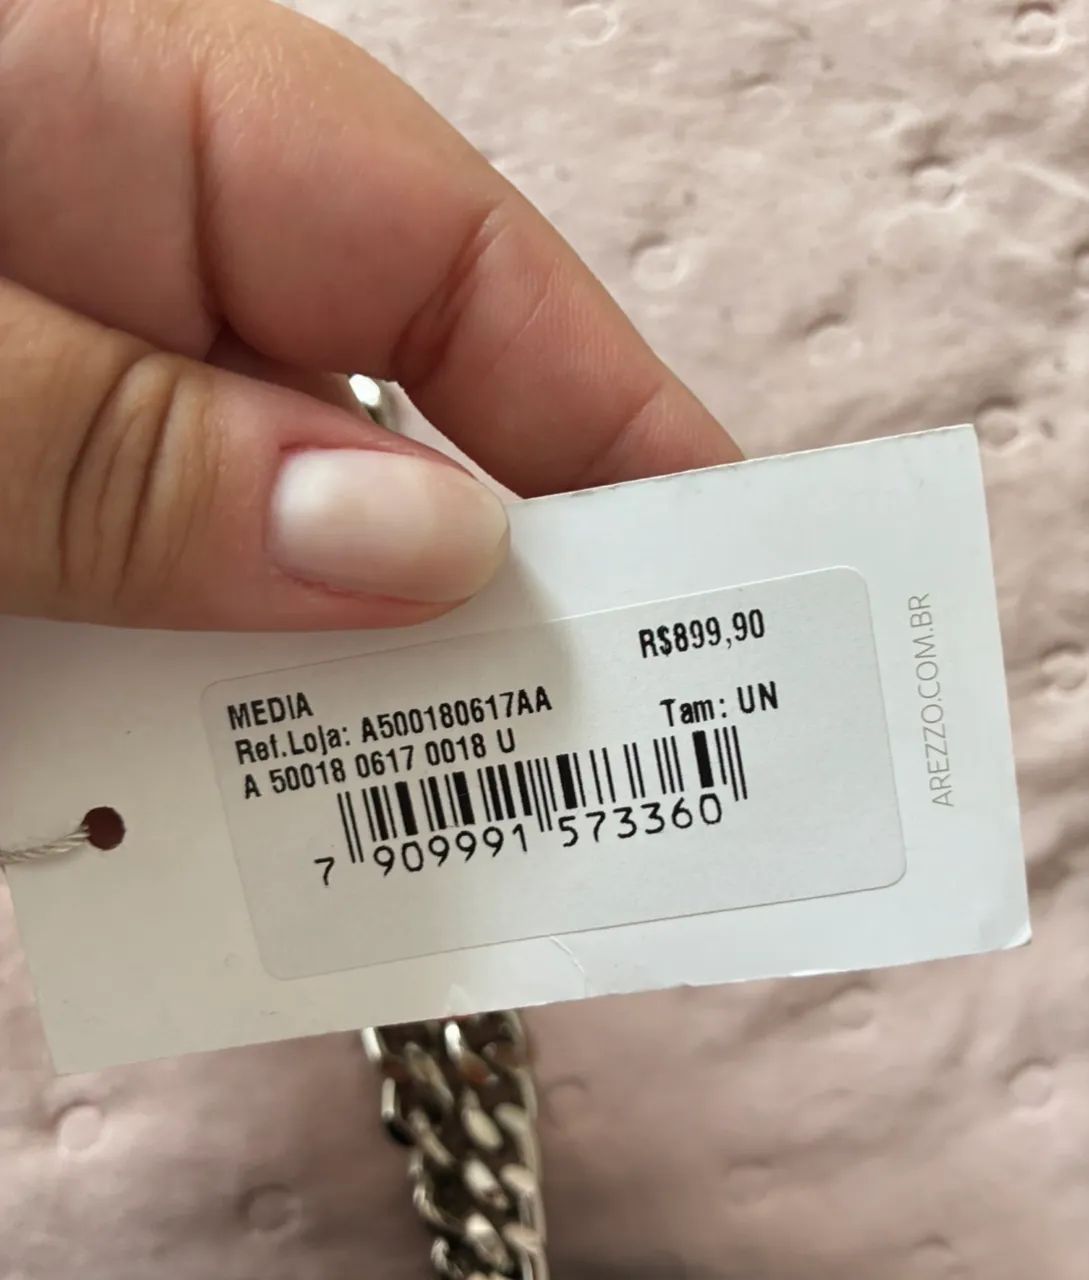 R$899,90
MEDIA
Ref.Loja: A500180617AA
Tam: UN
A 50018 0617 0018 U
7 909991 573360
AREZZO.COM.BR